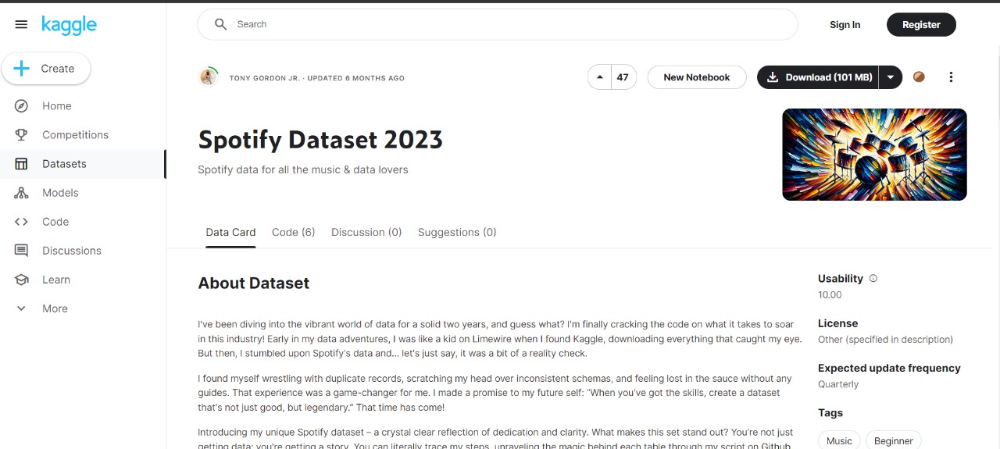 kaggle
Search
Sign In
Register
Create
TONY GORDON JR. · UPDATED 6 MONTHS AGO
47
New Notebook
Download (101 MB)
Home
Competitions
Datasets
Models
Code
Discussions
Learn
More
Spotify Dataset 2023
Spotify data for all the music & data lovers
Data Card
Code (6)
Discussion (0)
Suggestions (0)
About Dataset
I've been diving into the vibrant world of data for a solid two years, and guess what? I'm finally cracking the code on what it takes to soar
in this industry! Early in my data adventures, I was like a kid on Limewire when I found Kaggle, downloading everything that caught my eye.
But then, I stumbled upon Spotify's data and... let's just say, it was a bit of a reality check.
I found myself wrestling with duplicate records, scratching my head over inconsistent schemas, and feeling lost in the sauce without any
guides. That experience was a game-changer for me. I made a promise to my future self: “When you've got the skills, create a dataset
that's not just good, but legendary.” That time has come!
Introducing my unique Spotify dataset – a crystal clear reflection of dedication and clarity. What makes this set stand out? You're not just
getting data; you're getting a story. You can literally trace my steps, unraveling the magic behind each table through my script on Github.
Usability
10.00
License
Other (specified in description)
Expected update frequency
Quarterly
Tags
Music
Beginner